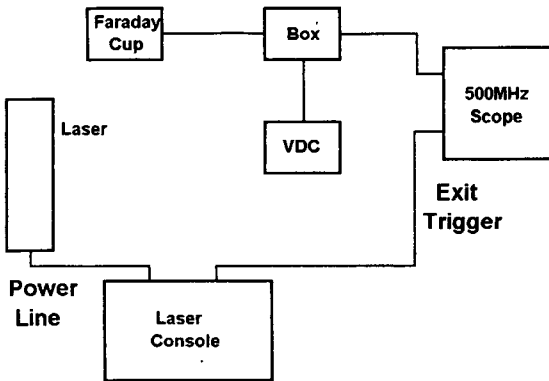 Faraday
Cup
Box
500MHz
Scope
Laser
VDC
Exit
Trigger
Power
Line
Laser
Console